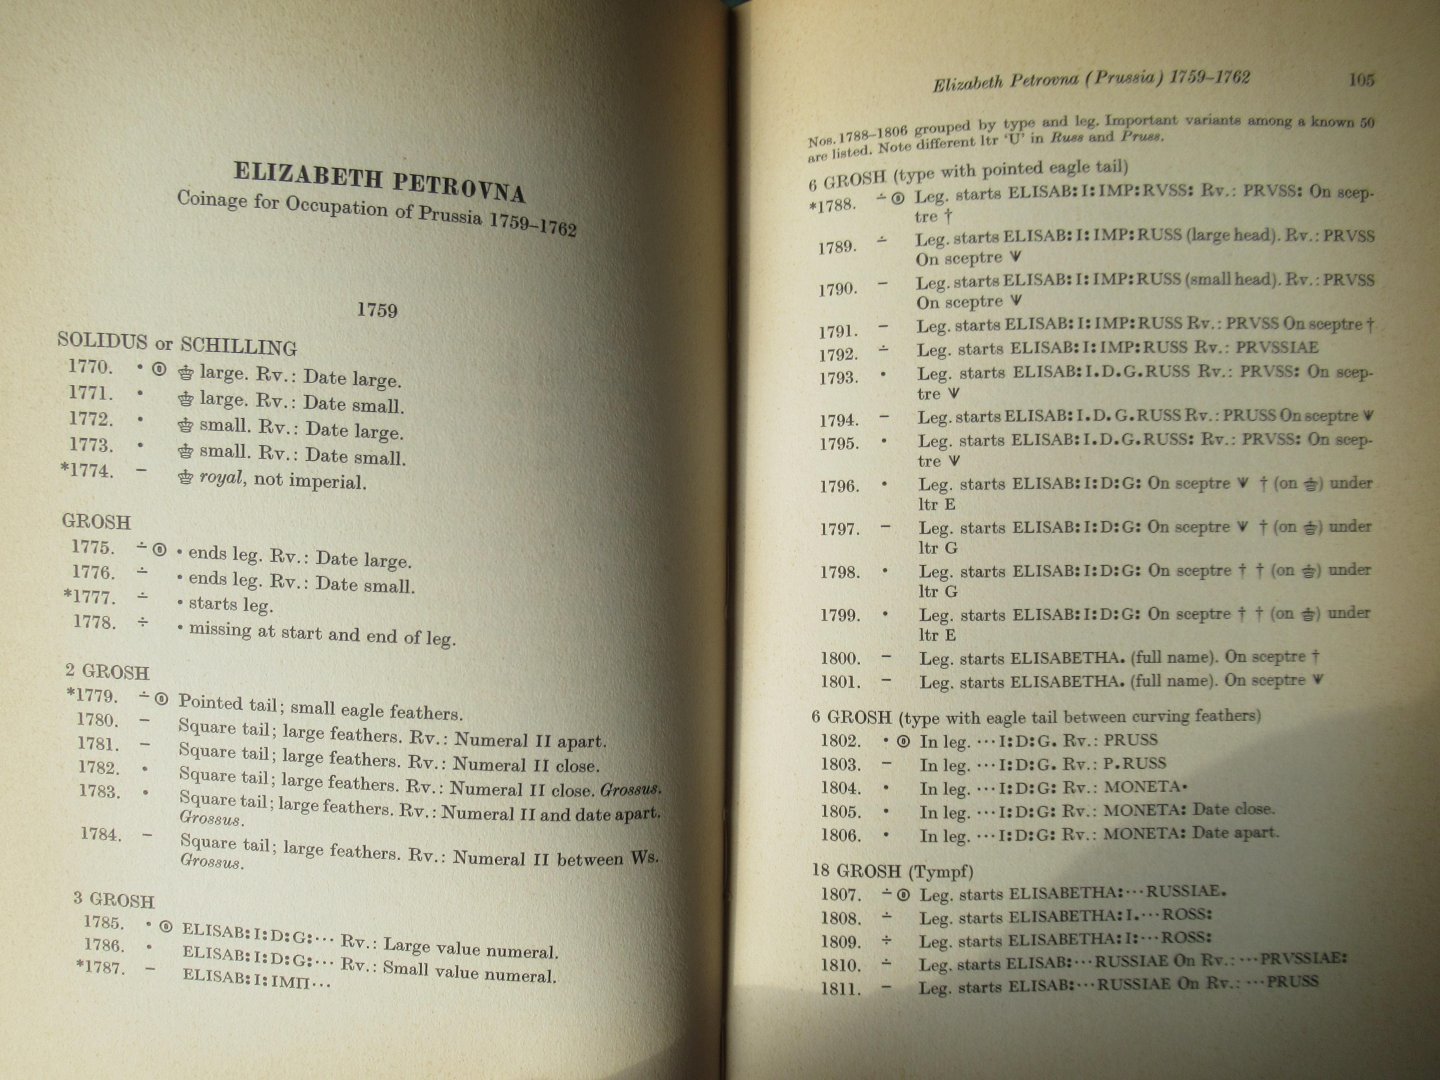 ELIZABETH PETROVNA
Coinage for Occupation of Prussia 1759–1762
1759
SOLIDUS or SCHILLING
1770. • ⓪ ♚ large. Rv.: Date large.
1771. • ♚ large. Rv.: Date small.
1772. • ♚ small. Rv.: Date large.
1773. • ♚ small. Rv.: Date small.
*1774. – ♚ royal, not imperial.
GROSH
1775. ∸ ⓪ • ends leg. Rv.: Date large.
1776. ∸ • ends leg. Rv.: Date small.
*1777. ∸ • starts leg.
1778. ÷ • missing at start and end of leg.
2 GROSH
*1779. ∸ ⓪ Pointed tail; small eagle feathers.
1780. – Square tail; large feathers. Rv.: Numeral II apart.
1781. – Square tail; large feathers. Rv.: Numeral II close.
1782. • Square tail; large feathers. Rv.: Numeral II close. Grossus.
1783. • Square tail; large feathers. Rv.: Numeral II and date apart.
Grossus.
1784. – Square tail; large feathers. Rv.: Numeral II between Ws.
Grossus.
3 GROSH
1785. • ⓪ ELISAB:I:D:G:··· Rv.: Large value numeral.
1786. • ELISAB:I:D:G:··· Rv.: Small value numeral.
*1787. – ELISAB:I:IMП···
Elizabeth Petrovna (Prussia) 1759–1762 105
Nos. 1788–1806 grouped by type and leg. Important variants among a known 50
are listed. Note different ltr 'U' in Russ and Pruss.
6 GROSH (type with pointed eagle tail)
*1788. ∸ ⓪ Leg. starts ELISAB:I:IMP:RVSS: Rv.: PRVSS: On scep-
tre †
1789. ∸ Leg. starts ELISAB:I:IMP:RUSS (large head). Rv.: PRVSS
On sceptre Ѱ
1790. – Leg. starts ELISAB:I:IMP:RUSS (small head). Rv.: PRVSS
On sceptre Ѱ
1791. – Leg. starts ELISAB:I:IMP:RUSS Rv.: PRVSS On sceptre †
1792. ∸ Leg. starts ELISAB:I:IMP:RUSS Rv.: PRVSSIAE
1793. • Leg. starts ELISAB:I.D.G.RUSS Rv.: PRVSS: On scep-
tre Ѱ
1794. – Leg. starts ELISAB:I.D.G.RUSS Rv.: PRUSS On sceptre Ѱ
1795. • Leg. starts ELISAB:I.D.G.RUSS: Rv.: PRVSS: On scep-
tre Ѱ
1796. • Leg. starts ELISAB:I:D:G: On sceptre Ѱ † (on ♚) under
ltr E
1797. – Leg. starts ELISAB:I:D:G: On sceptre Ѱ † (on ♚) under
ltr G
1798. • Leg. starts ELISAB:I:D:G: On sceptre † † (on ♚) under
ltr G
1799. • Leg. starts ELISAB:I:D:G: On sceptre † † (on ♚) under
ltr E
1800. – Leg. starts ELISABETHA. (full name). On sceptre †
1801. – Leg. starts ELISABETHA. (full name). On sceptre Ѱ
6 GROSH (type with eagle tail between curving feathers)
1802. • ⓪ In leg. ···I:D:G. Rv.: PRUSS
1803. – In leg. ···I:D:G. Rv.: P.RUSS
1804. • In leg. ···I:D:G: Rv.: MONETA•
1805. • In leg. ···I:D:G: Rv.: MONETA: Date close.
1806. • In leg. ···I:D:G: Rv.: MONETA: Date apart.
18 GROSH (Tympf)
1807. ∸ ⓪ Leg. starts ELISABETHA:···RUSSIAE.
1808. ∸ Leg. starts ELISABETHA:I.···ROSS:
1809. ÷ Leg. starts ELISABETHA:I:···ROSS:
1810. ∸ Leg. starts ELISAB:···RUSSIAE On Rv.: ···PRVSSIAE:
1811. – Leg. starts ELISAB:···RUSSIAE On Rv.: ···PRUSS